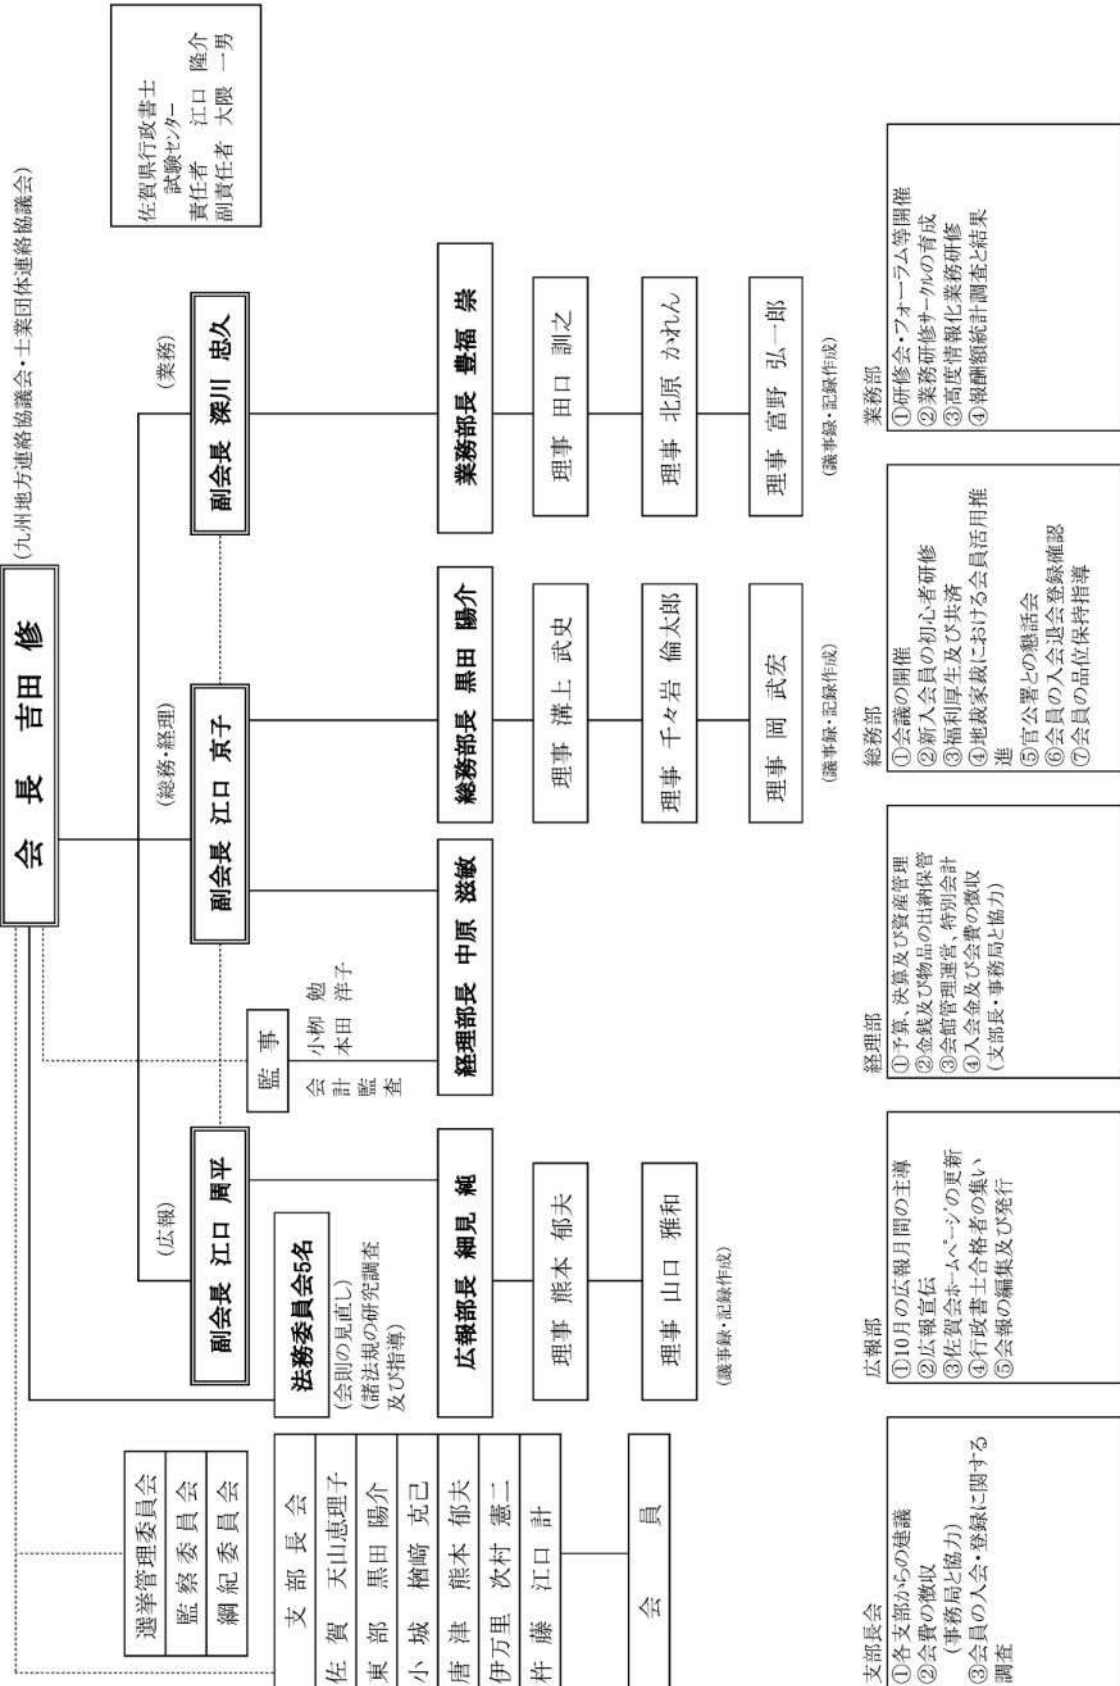 会長 吉田 修
(九州地方連絡協議会・士業団体連絡協議会)
佐賀県行政書士
試験センター
責任者 江口 隆介
副責任者 大隈 一男
選挙管理委員会
監察委員会
綱紀委員会
(広報)
副会長 江口 周平
(総務・経理)
副会長 江口 京子
(業務)
副会長 深川 忠久
監事
小栁 勉
本田 洋子
会計監査
法務委員会5名
(会則の見直し)
(諸法規の研究調査
及び指導)
支部長会
佐賀 天山恵理子
東部 黒田 陽介
小城 楢﨑 克己
唐津 熊本 郁夫
伊万里 次村 憲二
杵藤 江口 計
会員
広報部長 細見 純
理事 熊本 郁夫
理事 山口 雅和
(議事録・記録作成)
経理部長 中原 滋敏
総務部長 黒田 陽介
理事 溝上 武史
理事 千々岩 倫太郎
理事 岡 武宏
(議事録・記録作成)
業務部長 豊福 崇
理事 田口 訓之
理事 北原 かれん
理事 富野 弘一郎
(議事録・記録作成)
支部長会
①各支部からの建議
②会費の徴収
(事務局と協力)
③会員の入会・登録に関する
調査
広報部
①10月の広報月間の主導
②広報宣伝
③佐賀会ホームページの更新
④行政書士合格者の集い
⑤会報の編集及び発行
経理部
①予算、決算及び資産管理
②金銭及び物品の出納保管
③会館管理運営、特別会計
④入会金及び会費の徴収
(支部長・事務局と協力)
総務部
①会議の開催
②新入会員の初心者研修
③福利厚生及び共済
④地裁家裁における会員活用推
進
⑤官公署との懇話会
⑥会員の入会退会登録確認
⑦会員の品位保持指導
業務部
①研修会・フォーラム等開催
②業務研修サークルの育成
③高度情報化業務研修
④報酬額統計調査と結果